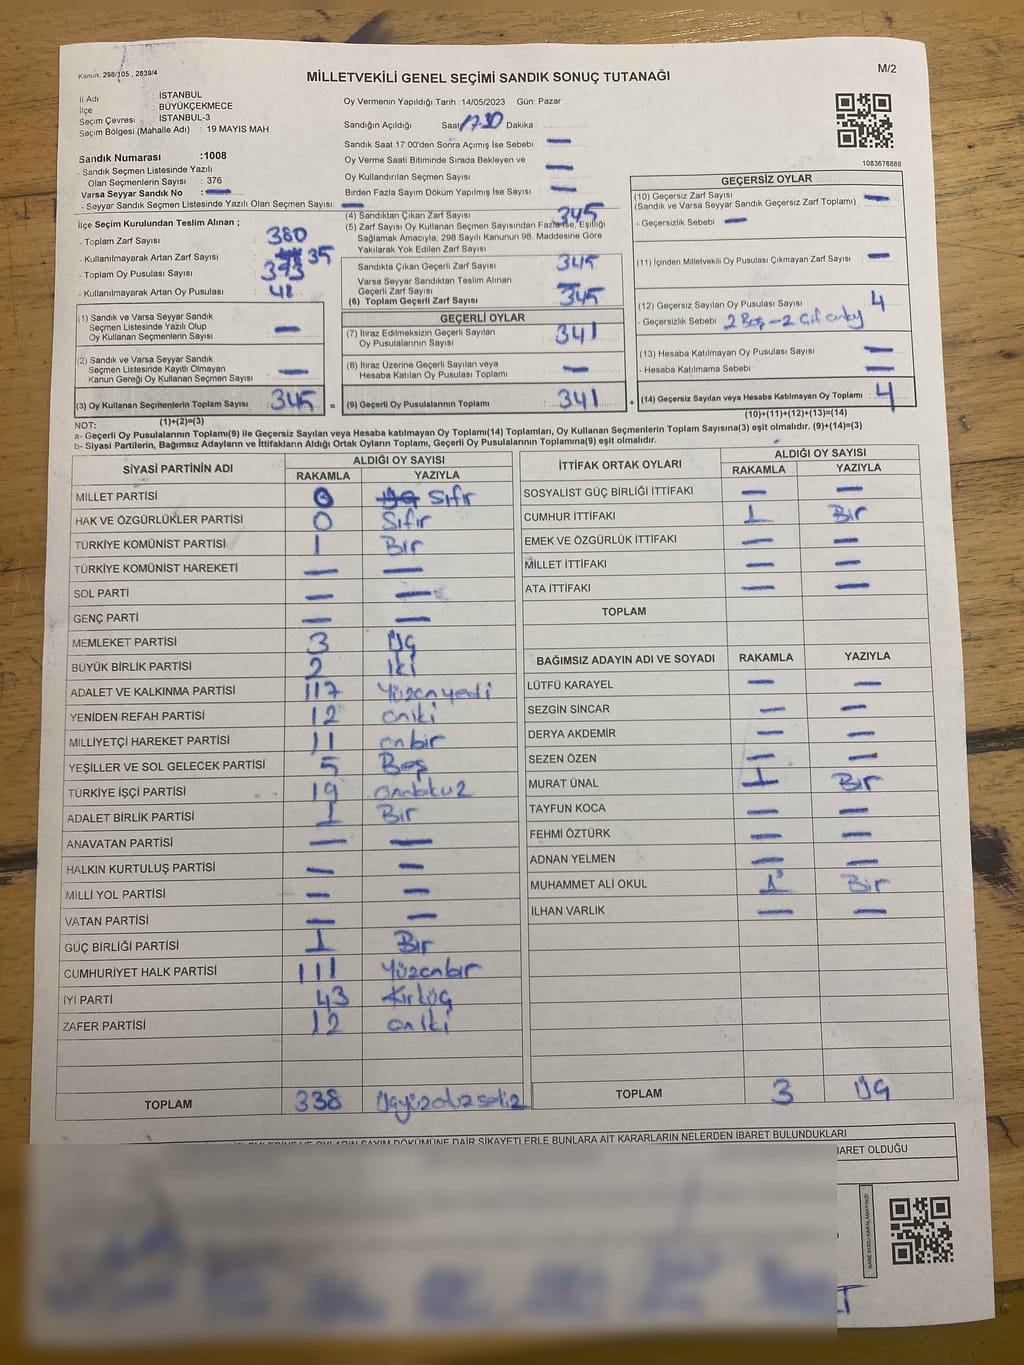 Kanun, 298/105 , 2839/4
MİLLETVEKİLİ GENEL SEÇİMİ SANDIK SONUÇ TUTANAĞI
M/2
İl Adı : İSTANBUL
İlçe : BÜYÜKÇEKMECE
Seçim Çevresi : İSTANBUL-3
Seçim Bölgesi (Mahalle Adı) : 19 MAYIS MAH.
Oy Vermenin Yapıldığı Tarih : 14/05/2023 Gün: Pazar
Sandığın Açıldığı Saat 1730 Dakika
Sandık Saat 17:00'den Sonra Açımış İse Sebebi : —
Oy Verme Saati Bitiminde Sırada Bekleyen ve
Oy Kullandırılan Seçmen Sayısı : —
Birden Fazla Sayım Döküm Yapılmış İse Sayısı : —
1083678888
Sandık Numarası :1008
- Sandık Seçmen Listesinde Yazılı
Olan Seçmenlerin Sayısı : 376
Varsa Seyyar Sandık No : —
- Seyyar Sandık Seçmen Listesinde Yazılı Olan Seçmen Sayısı : —
İlçe Seçim Kurulundan Teslim Alınan ;
- Toplam Zarf Sayısı : 380
- Kullanılmayarak Artan Zarf Sayısı : 35
- Toplam Oy Pusulası Sayısı : 393
- Kullanılmayarak Artan Oy Pusulası : 48
(1) Sandık ve Varsa Seyyar Sandık
Seçmen Listesinde Yazılı Olup
Oy Kullanan Seçmenlerin Sayısı : —
(2) Sandık ve Varsa Seyyar Sandık
Seçmen Listesinde Kayıtlı Olmayan
Kanun Gereği Oy Kullanan Seçmen Sayısı : —
(3) Oy Kullanan Seçmenlerin Toplam Sayısı : 345 =
(1)+(2)=(3)
(4) Sandıktan Çıkan Zarf Sayısı : 345
(5) Zarf Sayısı Oy Kullanan Seçmen Sayısından Fazla İse, Eşitliği
Sağlamak Amacıyla, 298 Sayılı Kanunun 98. Maddesine Göre
Yakılarak Yok Edilen Zarf Sayısı :
Sandıkta Çıkan Geçerli Zarf Sayısı : 345
Varsa Seyyar Sandıktan Teslim Alınan
Geçerli Zarf Sayısı : —
(6) Toplam Geçerli Zarf Sayısı : 345
GEÇERLİ OYLAR
(7) İtiraz Edilmeksizin Geçerli Sayılan
Oy Pusulalarının Sayısı : 341
(8) İtiraz Üzerine Geçerli Sayılan veya
Hesaba Katılan Oy Pusulası Toplamı : —
(9) Geçerli Oy Pusulalarının Toplamı : 341 +
GEÇERSİZ OYLAR
(10) Geçersiz Zarf Sayısı : —
(Sandık ve Varsa Seyyar Sandık Geçersiz Zarf Toplamı)
- Geçersizlik Sebebi : —
(11) İçinden Milletvekili Oy Pusulası Çıkmayan Zarf Sayısı : —
(12) Geçersiz Sayılan Oy Pusulası Sayısı : 4
- Geçersizlik Sebebi : 2 Boş – 2 Çift
(13) Hesaba Katılmayan Oy Pusulası Sayısı : —
- Hesaba Katılmama Sebebi : —
(14) Geçersiz Sayılan veya Hesaba Katılmayan Oy Toplamı : 4
(10)+(11)+(12)+(13)=(14)
NOT:
a- Geçerli Oy Pusulalarının Toplamı(9) ile Geçersiz Sayılan veya Hesaba Katılmayan Oy Pusulaları Toplamı(14) Toplamları, Oy Kullanan Seçmenlerin Toplam Sayısına(3) eşit olmalıdır. (9)+(14)=(3)
b- Siyasi Partilerin, Bağımsız Adayların ve İttifakların Aldığı Ortak Oyların Toplamı, Geçerli Oy Pusulalarının Toplamına(9) eşit olmalıdır.
SİYASİ PARTİNİN ADI ALDIĞI OY SAYISI
RAKAMLA YAZIYLA
MİLLET PARTİSİ 0 Sıfır
HAK VE ÖZGÜRLÜKLER PARTİSİ 0 Sıfır
TÜRKİYE KOMÜNİST PARTİSİ 1 Bir
TÜRKİYE KOMÜNİST HAREKETİ — —
SOL PARTİ — —
GENÇ PARTİ — —
MEMLEKET PARTİSİ 3 Üç
BÜYÜK BİRLİK PARTİSİ 2 İki
ADALET VE KALKINMA PARTİSİ 117 Yüzonyedi
YENİDEN REFAH PARTİSİ 12 oniki
MİLLİYETÇİ HAREKET PARTİSİ 11 onbir
YEŞİLLER VE SOL GELECEK PARTİSİ 5 Beş
TÜRKİYE İŞÇİ PARTİSİ 19 ondokuz
ADALET BİRLİK PARTİSİ 1 Bir
ANAVATAN PARTİSİ — —
HALKIN KURTULUŞ PARTİSİ — —
MİLLİ YOL PARTİSİ — —
VATAN PARTİSİ — —
GÜÇ BİRLİĞİ PARTİSİ 1 Bir
CUMHURİYET HALK PARTİSİ 111 Yüzonbir
İYİ PARTİ 43 Kırküç
ZAFER PARTİSİ 12 oniki
TOPLAM 338 Üçyüzotuzsekiz
İTTİFAK ORTAK OYLARI ALDIĞI OY SAYISI
RAKAMLA YAZIYLA
SOSYALİST GÜÇ BİRLİĞİ İTTİFAKI — —
CUMHUR İTTİFAKI 1 Bir
EMEK VE ÖZGÜRLÜK İTTİFAKI — —
MİLLET İTTİFAKI — —
ATA İTTİFAKI — —
TOPLAM
BAĞIMSIZ ADAYIN ADI VE SOYADI RAKAMLA YAZIYLA
LÜTFÜ KARAYEL — —
SEZGİN SİNCAR — —
DERYA AKDEMİR — —
SEZEN ÖZEN — —
MURAT ÜNAL 1 Bir
TAYFUN KOCA — —
FEHMİ ÖZTÜRK — —
ADNAN YELMEN — —
MUHAMMET ALİ OKUL 1 Bir
İLHAN VARLIK — —
TOPLAM 3 Üç
İŞLEMLERİNE VE OYLARIN SAYIM DÖKÜMÜNE DAİR ŞİKAYETLERLE BUNLARA AİT KARARLARIN NELERDEN İBARET BULUNDUKLARI
BARET OLDUĞU
KARE KODU KARALAMAYINIZ!